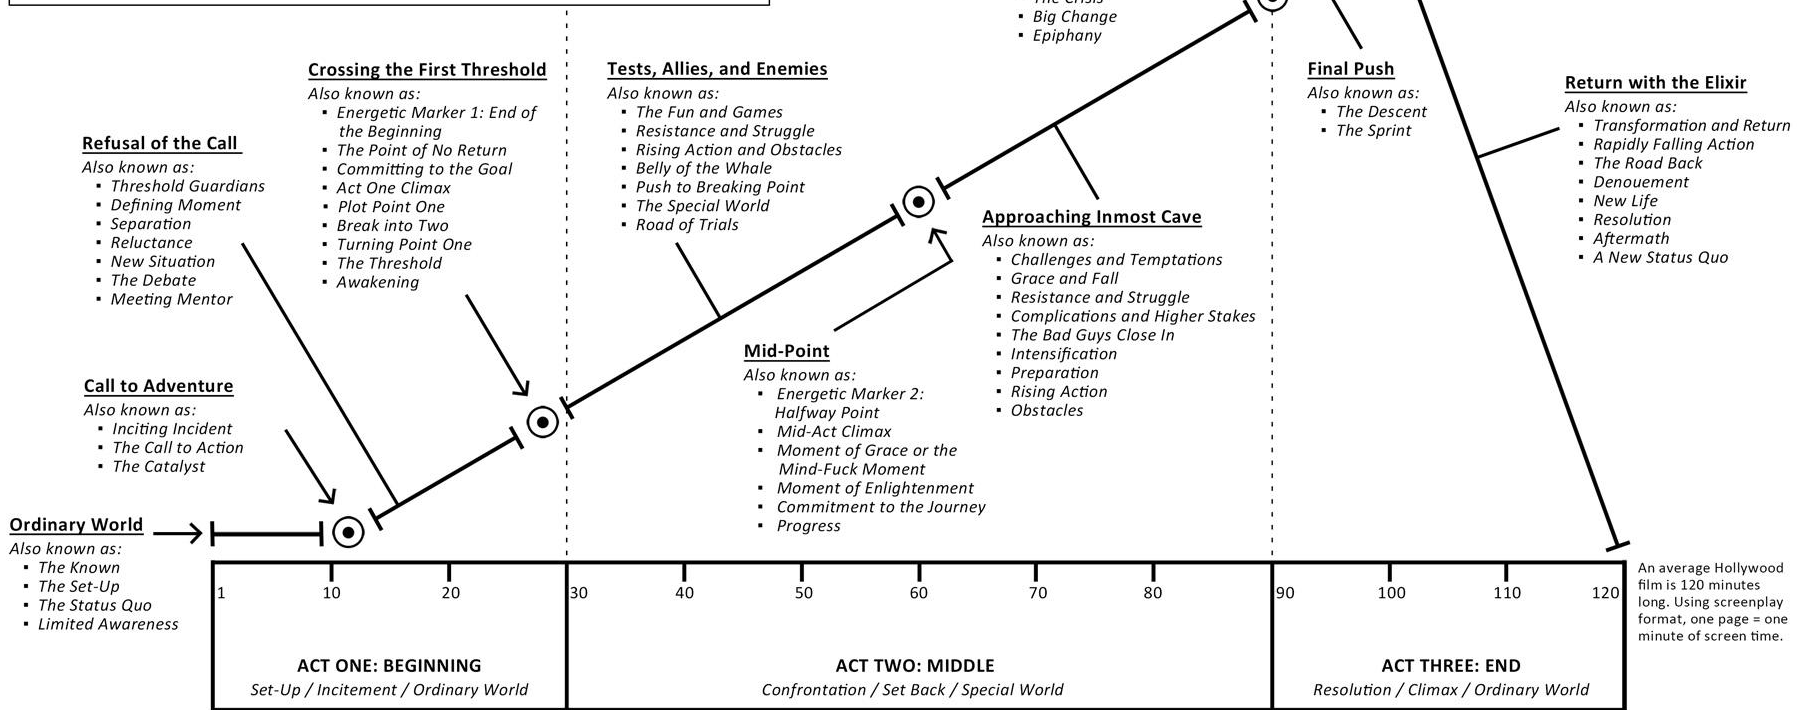 The Crisis
▪ Big Change
▪ Epiphany
Crossing the First Threshold
Also known as:
▪ Energetic Marker 1: End of
the Beginning
▪ The Point of No Return
▪ Committing to the Goal
▪ Act One Climax
▪ Plot Point One
▪ Break into Two
▪ Turning Point One
▪ The Threshold
▪ Awakening
Tests, Allies, and Enemies
Also known as:
▪ The Fun and Games
▪ Resistance and Struggle
▪ Rising Action and Obstacles
▪ Belly of the Whale
▪ Push to Breaking Point
▪ The Special World
▪ Road of Trials
Final Push
Also known as:
▪ The Descent
▪ The Sprint
Return with the Elixir
Also known as:
▪ Transformation and Return
▪ Rapidly Falling Action
▪ The Road Back
▪ Denouement
▪ New Life
▪ Resolution
▪ Aftermath
▪ A New Status Quo
Refusal of the Call
Also known as:
▪ Threshold Guardians
▪ Defining Moment
▪ Separation
▪ Reluctance
▪ New Situation
▪ The Debate
▪ Meeting Mentor
Approaching Inmost Cave
Also known as:
▪ Challenges and Temptations
▪ Grace and Fall
▪ Resistance and Struggle
▪ Complications and Higher Stakes
▪ The Bad Guys Close In
▪ Intensification
▪ Preparation
▪ Rising Action
▪ Obstacles
Mid-Point
Also known as:
▪ Energetic Marker 2:
Halfway Point
▪ Mid-Act Climax
▪ Moment of Grace or the
Mind-Fuck Moment
▪ Moment of Enlightenment
▪ Commitment to the Journey
▪ Progress
Call to Adventure
Also known as:
▪ Inciting Incident
▪ The Call to Action
▪ The Catalyst
Ordinary World
Also known as:
▪ The Known
▪ The Set-Up
▪ The Status Quo
▪ Limited Awareness
1 10 20 30 40 50 60 70 80 90 100 110 120
An average Hollywood
film is 120 minutes
long. Using screenplay
format, one page = one
minute of screen time.
ACT ONE: BEGINNING
Set-Up / Incitement / Ordinary World
ACT TWO: MIDDLE
Confrontation / Set Back / Special World
ACT THREE: END
Resolution / Climax / Ordinary World